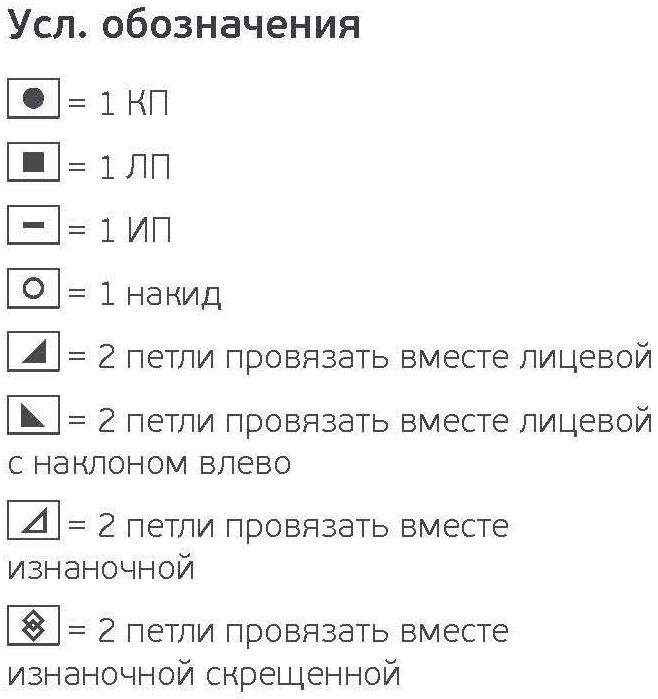 Усл. обозначения
= 1 КП
= 1 ЛП
= 1 ИП
= 1 накид
= 2 петли провязать вместе лицевой
= 2 петли провязать вместе лицевой
с наклоном влево
= 2 петли провязать вместе
изнаночной
= 2 петли провязать вместе
изнаночной скрещенной